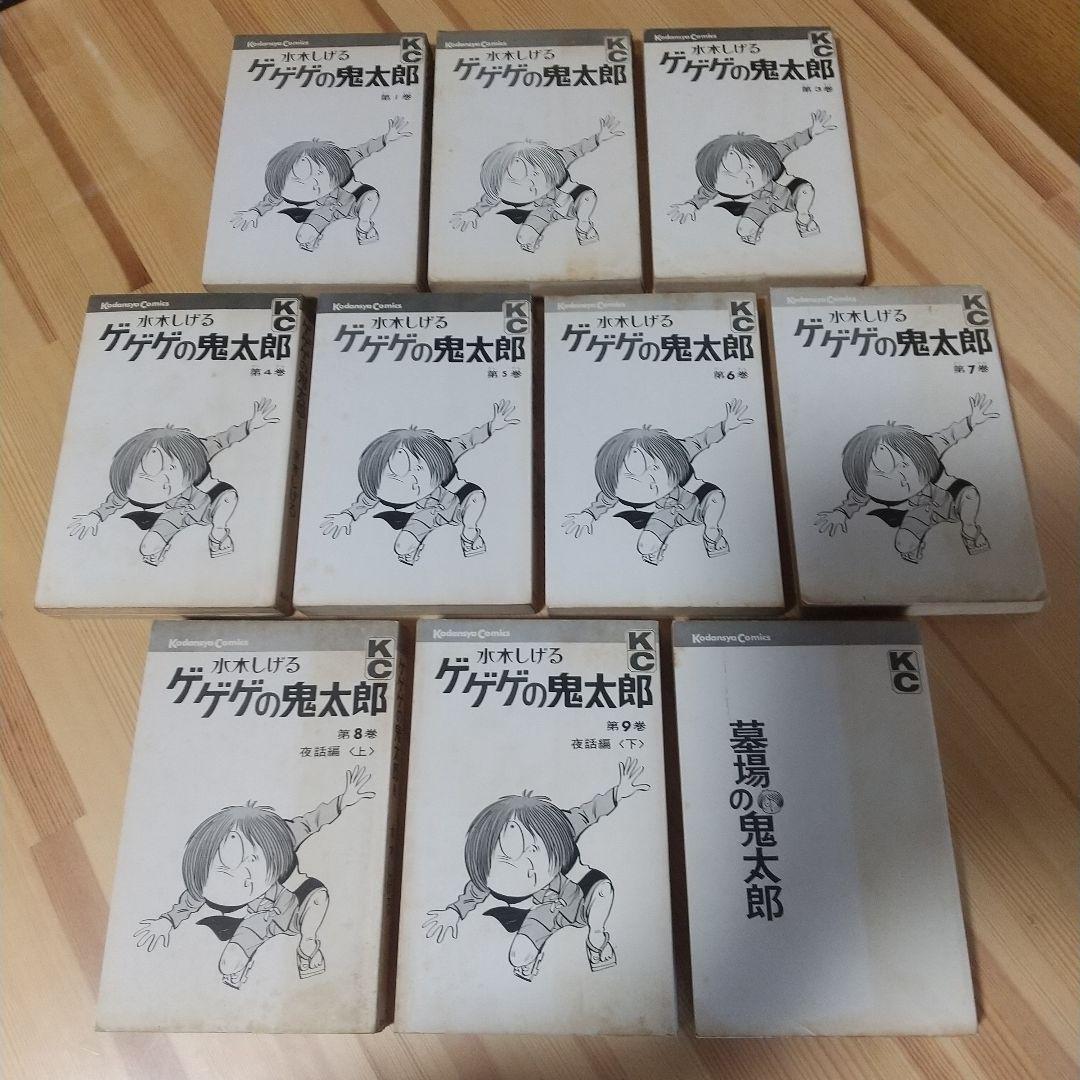 Kodansya Comics
KC
水木しげる
ゲゲゲの鬼太郎
第1巻
Kodansya Comics
KC
水木しげる
ゲゲゲの鬼太郎
Kodansya Comics
KC
水木しげる
ゲゲゲの鬼太郎
第3巻
Kodansya Comics
KC
水木しげる
ゲゲゲの鬼太郎
第4巻
Kodansya Comics
KC
水木しげる
ゲゲゲの鬼太郎
第5巻
Kodansya Comics
KC
水木しげる
ゲゲゲの鬼太郎
第6巻
Kodansya Comics
KC
水木しげる
ゲゲゲの鬼太郎
第7巻
Kodansya Comics
KC
水木しげる
ゲゲゲの鬼太郎
第8巻
夜話編〈上〉
Kodansya Comics
KC
水木しげる
ゲゲゲの鬼太郎
第9巻
夜話編〈下〉
Kodansya Comics
KC
墓場の鬼太郎